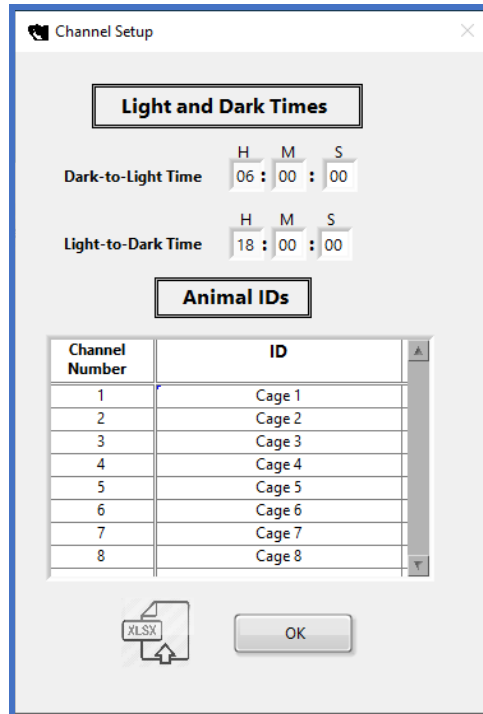 Channel Setup
Light and Dark Times
H M S
Dark-to-Light Time 06 : 00 : 00
H M S
Light-to-Dark Time 18 : 00 : 00
Animal IDs
Channel Number ID
1 Cage 1
2 Cage 2
3 Cage 3
4 Cage 4
5 Cage 5
6 Cage 6
7 Cage 7
8 Cage 8
XLSX OK